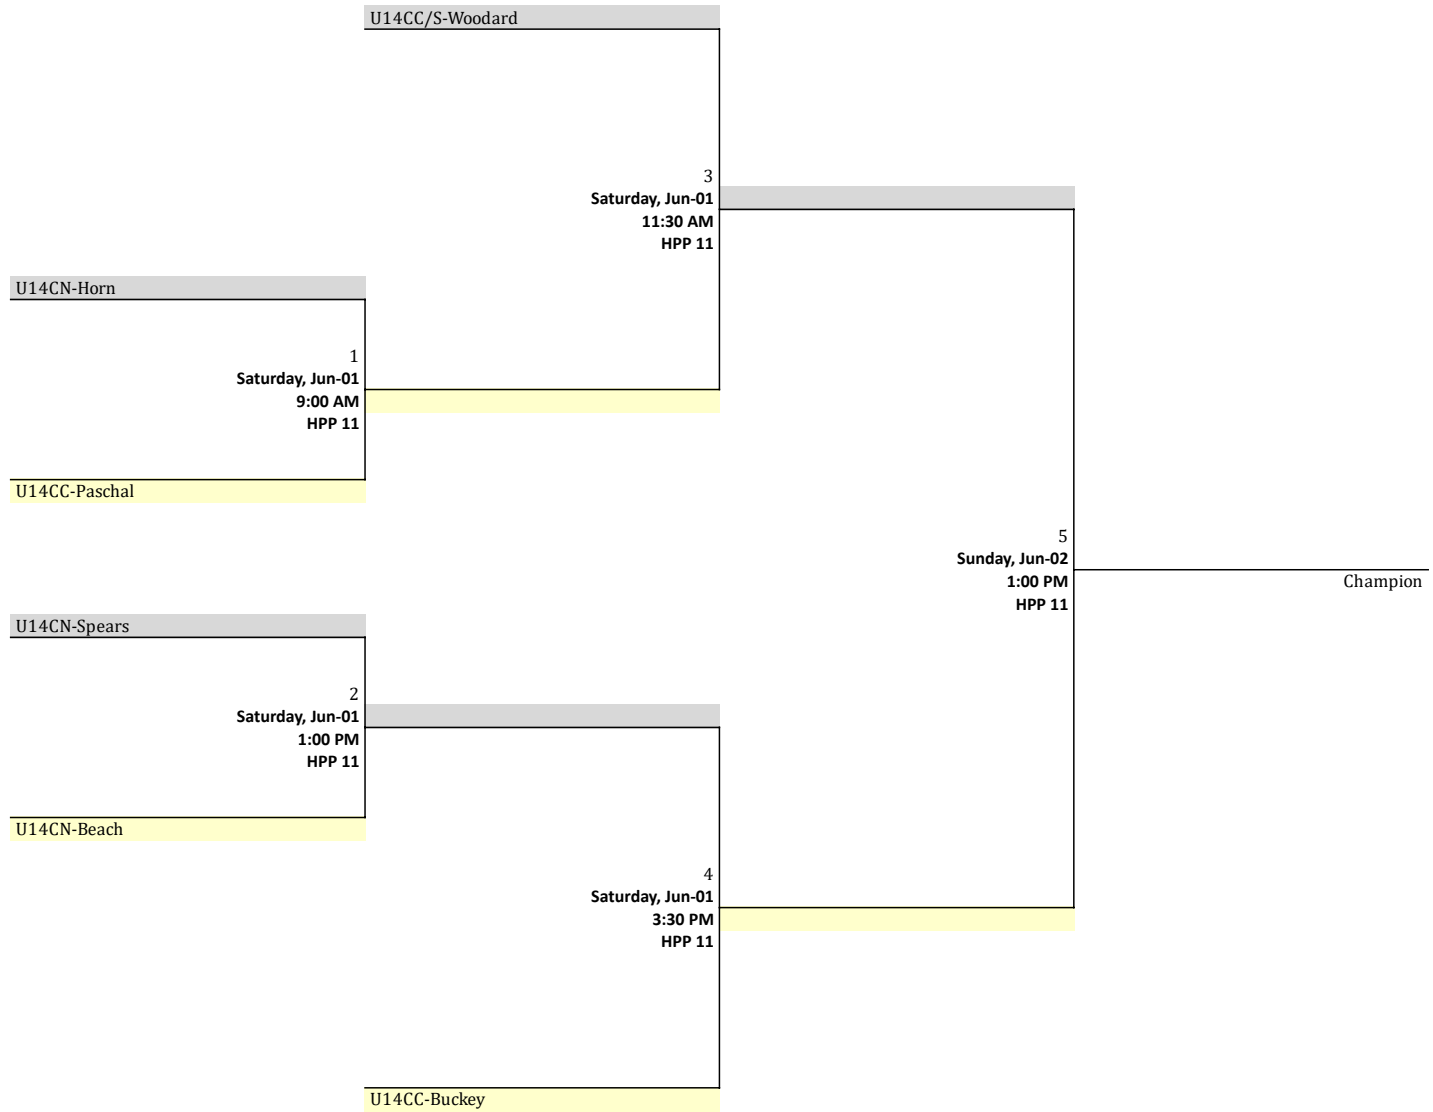 U14CC/S-Woodard
3
Saturday, Jun-01
11:30 AM
HPP 11
U14CN-Horn
1
Saturday, Jun-01
9:00 AM
HPP 11
U14CC-Paschal
5
Sunday, Jun-02
1:00 PM
HPP 11
Champion
U14CN-Spears
2
Saturday, Jun-01
1:00 PM
HPP 11
U14CN-Beach
4
Saturday, Jun-01
3:30 PM
HPP 11
U14CC-Buckey